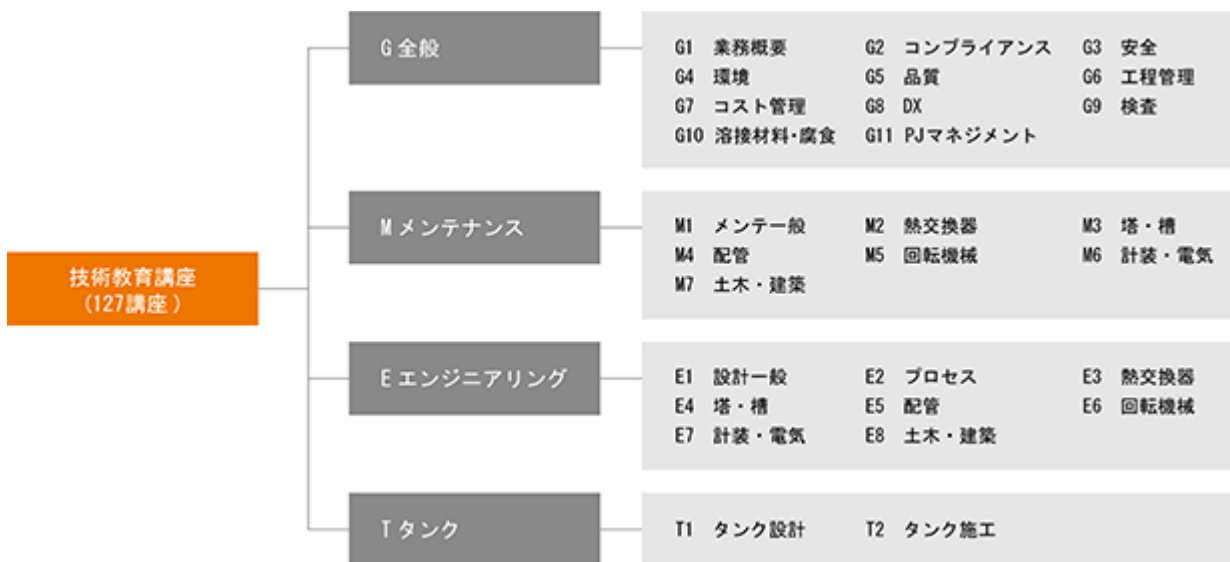 技術教育講座
（127講座）
G 全般
G1 業務概要 G2 コンプライアンス G3 安全
G4 環境 G5 品質 G6 工程管理
G7 コスト管理 G8 DX G9 検査
G10 溶接材料・腐食 G11 PJマネジメント
M メンテナンス
M1 メンテ一般 M2 熱交換器 M3 塔・槽
M4 配管 M5 回転機械 M6 計装・電気
M7 土木・建築
E エンジニアリング
E1 設計一般 E2 プロセス E3 熱交換器
E4 塔・槽 E5 配管 E6 回転機械
E7 計装・電気 E8 土木・建築
T タンク
T1 タンク設計 T2 タンク施工